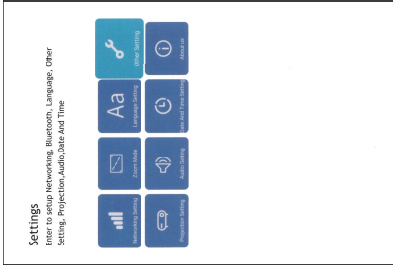 Settings
Enter to setup Networking, Bluetooth, Language, Other
Setting, Projection,Audio,Date And Time
Networking Setting
Zoom Mode
Aa
Language Setting
Other Setting
Projection Setting
Audio Setting
Date And Time Setting
About us